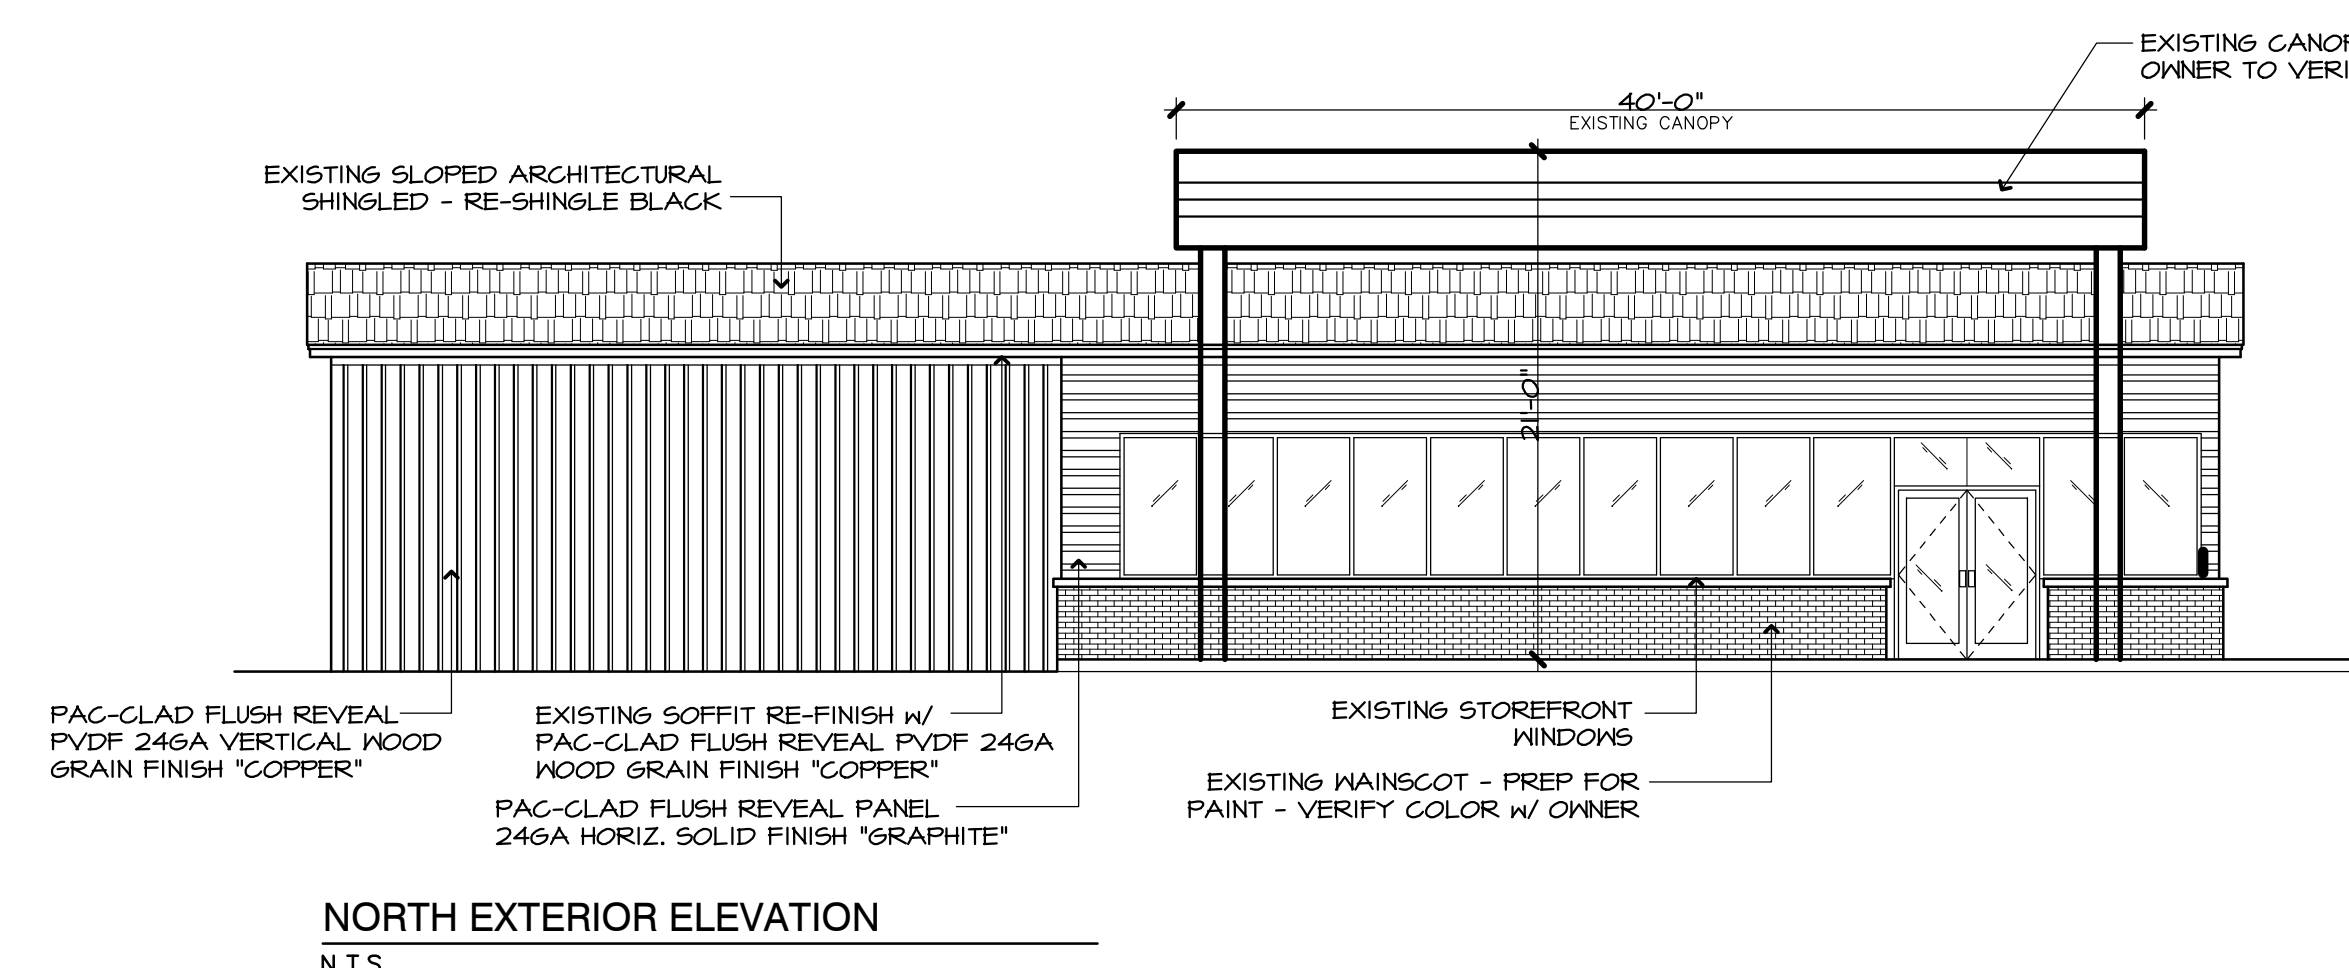 EXISTING
OWNER TO
40'-0"
EXISTING CANOPY
EXISTING SLOPED ARCHITECTURAL
SHINGLED - RE-SHINGLE BLACK
21'-0"
PAC-CLAD FLUSH REVEAL
PVDF 24GA VERTICAL WOOD
GRAIN FINISH "COPPER"
EXISTING SOFFIT RE-FINISH w/
PAC-CLAD FLUSH REVEAL PVDF 24GA
WOOD GRAIN FINISH "COPPER"
PAC-CLAD FLUSH REVEAL PANEL
24GA HORIZ. SOLID FINISH "GRAPHITE"
EXISTING STOREFRONT
WINDOWS
EXISTING WAINSCOT - PREP FOR
PAINT - VERIFY COLOR w/ OWNER
NORTH EXTERIOR ELEVATION
N.T.S.